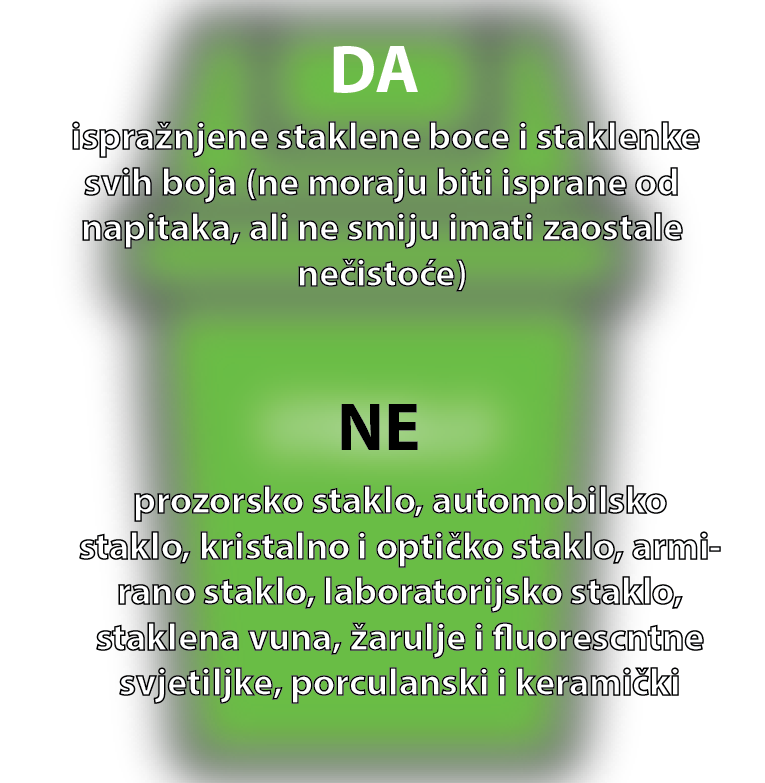 DA
ispražnjene staklene boce i staklenke
svih boja (ne moraju biti isprane od
napitaka, ali ne smiju imati zaostale
nečistoće)
NE
prozorsko staklo, automobilsko
staklo, kristalno i optičko staklo, armi-
rano staklo, laboratorijsko staklo,
staklena vuna, žarulje i fluorescntne
svjetiljke, porculanski i keramički